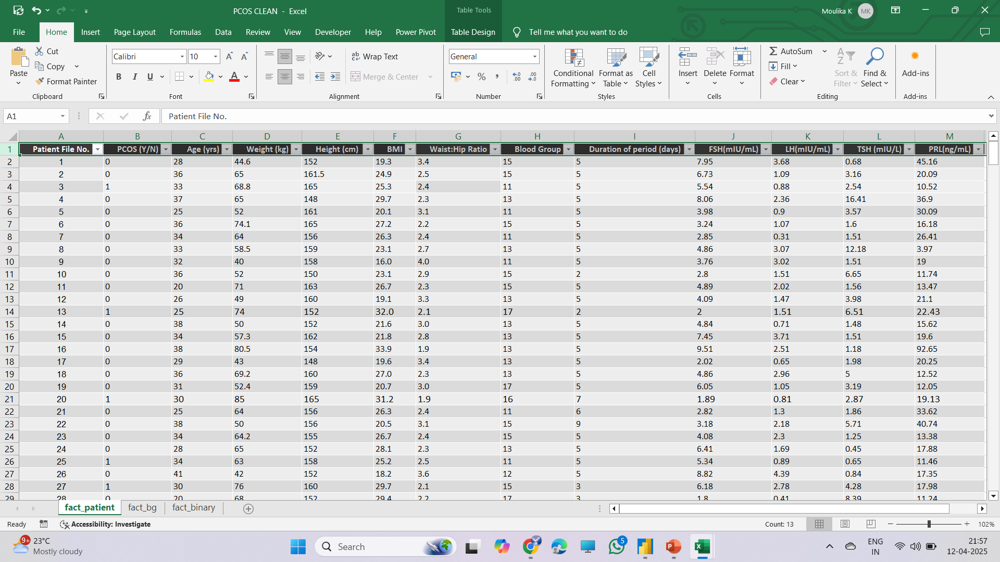 PCOS CLEAN - Excel
Table Tools
Moulika K
MK
File Home Insert Page Layout Formulas Data Review View Developer Help Power Pivot Table Design Tell me what you want to do
Paste
Cut
Copy
Format Painter
Clipboard
Calibri 10
B I U
Font
Wrap Text
Merge & Center
Alignment
General
Number
Conditional Formatting
Format as Table
Cell Styles
Styles
Insert Delete Format
Cells
AutoSum
Fill
Clear
Sort & Filter
Find & Select
Editing
Add-ins
Add-ins
A1 fx Patient File No.
A B C D E F G H I J K L M
1 Patient File No. PCOS (Y/N) Age (yrs) Weight (kg) Height (cm) BMI Waist:Hip Ratio Blood Group Duration of period (days) FSH(mIU/mL) LH(mIU/mL) TSH (mIU/L) PRL(ng/mL)
2 1 0 28 44.6 152 19.3 3.4 15 5 7.95 3.68 0.68 45.16
3 2 0 36 65 161.5 24.9 2.5 15 5 6.73 1.09 3.16 20.09
4 3 1 33 68.8 165 25.3 2.4 11 5 5.54 0.88 2.54 10.52
5 4 0 37 65 148 29.7 2.3 13 5 8.06 2.36 16.41 36.9
6 5 0 25 52 161 20.1 3.1 11 5 3.98 0.9 3.57 30.09
7 6 0 36 74.1 165 27.2 2.2 15 5 3.24 1.07 1.6 16.18
8 7 0 34 64 156 26.3 2.4 11 5 2.85 0.31 1.51 26.41
9 8 0 33 58.5 159 23.1 2.7 13 5 4.86 3.07 12.18 3.97
10 9 0 32 40 158 16.0 4.0 11 5 3.76 3.02 1.51 19
11 10 0 36 52 150 23.1 2.9 15 2 2.8 1.51 6.65 11.74
12 11 0 20 71 163 26.7 2.3 15 5 4.89 2.02 1.56 13.47
13 12 0 26 49 160 19.1 3.3 13 5 4.09 1.47 3.98 21.1
14 13 1 25 74 152 32.0 2.1 17 2 2 1.51 6.51 22.43
15 14 0 38 50 152 21.6 3.0 13 5 4.84 0.71 1.48 15.62
16 15 0 34 57.3 162 21.8 2.8 13 5 7.45 3.71 1.51 19.6
17 16 0 38 80.5 154 33.9 1.9 13 5 9.51 2.51 1.18 92.65
18 17 0 29 43 148 19.6 3.4 13 5 2.02 0.65 1.98 20.25
19 18 0 36 69.2 160 27.0 2.3 13 5 4.86 2.96 5 12.52
20 19 0 31 52.4 159 20.7 3.0 17 5 6.05 1.05 3.19 12.05
21 20 1 30 85 165 31.2 1.9 16 7 1.89 0.81 2.87 19.13
22 21 0 25 64 156 26.3 2.4 11 6 2.82 1.3 1.86 33.62
23 22 0 38 50 156 20.5 3.1 15 9 3.18 2.18 5.71 40.74
24 23 0 34 64.2 155 26.7 2.4 15 5 4.08 2.3 1.25 13.38
25 24 0 28 65 152 28.1 2.3 13 5 6.41 1.69 0.45 17.88
26 25 1 34 63 158 25.2 2.5 11 5 5.34 0.89 0.65 11.46
27 26 0 41 42 152 18.2 3.6 12 5 8.82 4.39 0.84 17.35
28 27 1 30 76 160 29.7 2.1 15 3 6.18 2.78 4.28 17.98
29 28 0 20 68 152 29.4 2.2 17 3 1.8 0.41 8.39 11.24
fact_patient fact_bg fact_binary
Ready Accessibility: Investigate Count: 13 102%
9+
23°C
Mostly cloudy
Search
5
ENG
IN
21:57
12-04-2025